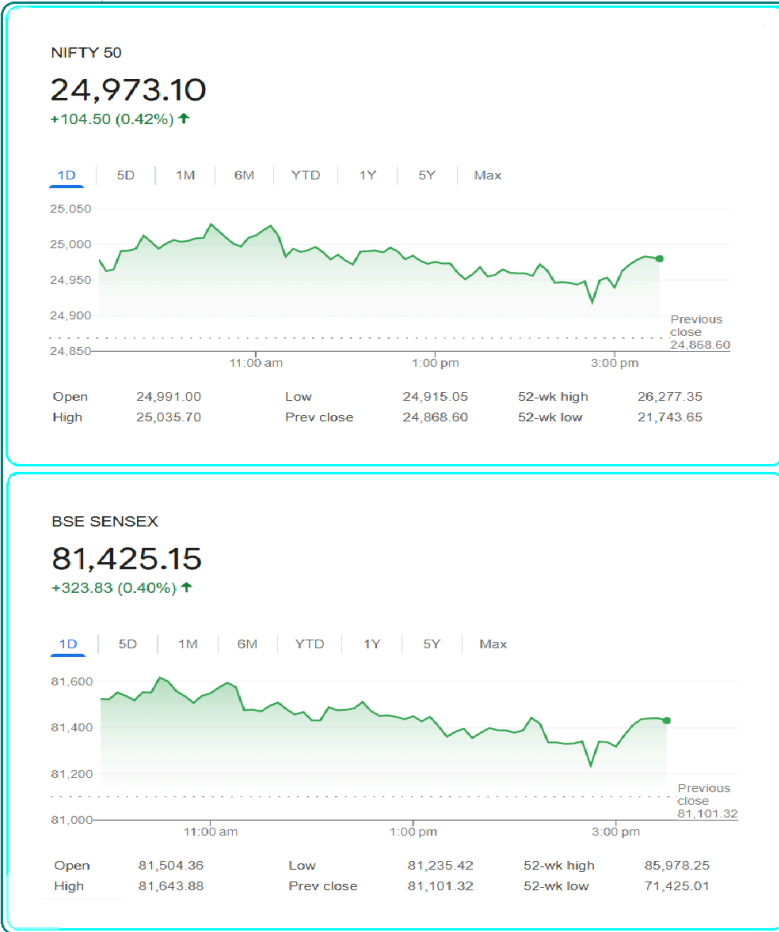 NIFTY 50
24,973.10
+104.50 (0.42%) ↑
1D 5D 1M 6M YTD 1Y 5Y Max
25,050
25,000
24,950
24,900
24,850
Previous
close
24,868.60
11:00 am 1:00 pm 3:00 pm
Open 24,991.00 Low 24,915.05 52-wk high 26,277.35
High 25,035.70 Prev close 24,868.60 52-wk low 21,743.65
BSE SENSEX
81,425.15
+323.83 (0.40%) ↑
1D 5D 1M 6M YTD 1Y 5Y Max
81,600
81,400
81,200
81,000
Previous
close
81,101.32
11:00 am 1:00 pm 3:00 pm
Open 81,504.36 Low 81,235.42 52-wk high 85,978.25
High 81,643.88 Prev close 81,101.32 52-wk low 71,425.01